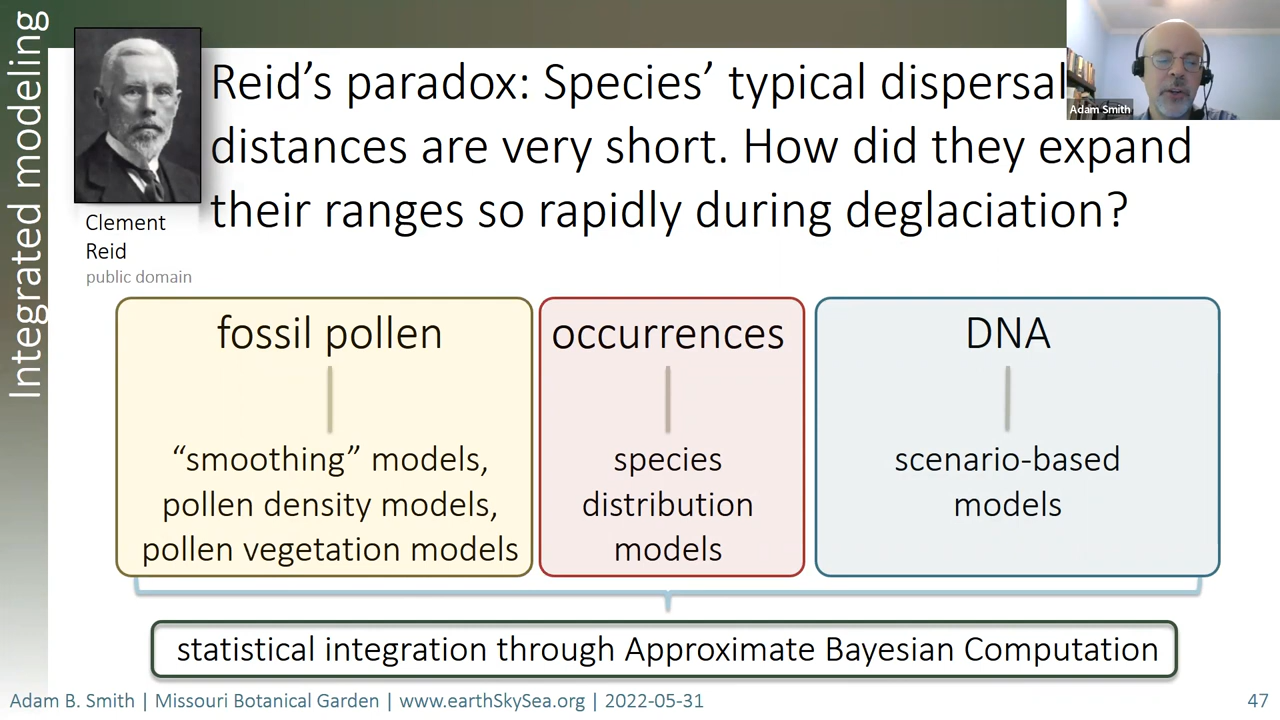 Integrated modeling
Reid's paradox: Species' typical dispersal
distances are very short. How did they expand
their ranges so rapidly during deglaciation?
Adam Smith
Clement
Reid
public domain
fossil pollen
"smoothing" models,
pollen density models,
pollen vegetation models
occurrences
species
distribution
models
DNA
scenario-based
models
statistical integration through Approximate Bayesian Computation
Adam B. Smith | Missouri Botanical Garden | www.earthSkySea.org | 2022-05-31
47